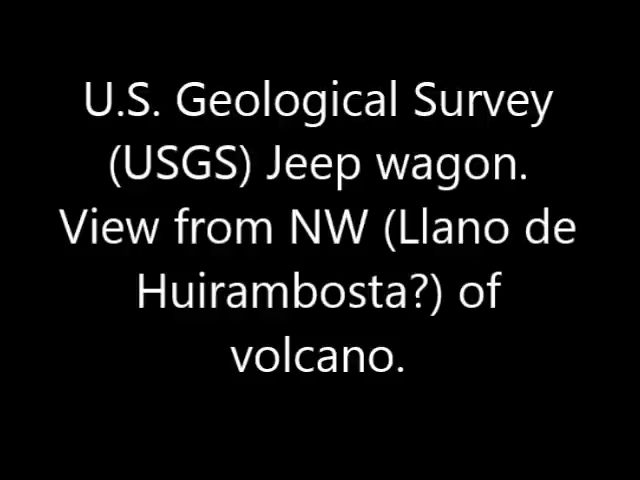 U.S. Geological Survey
(USGS) Jeep wagon.
View from NW (Llano de
Huirambosta?) of
volcano.